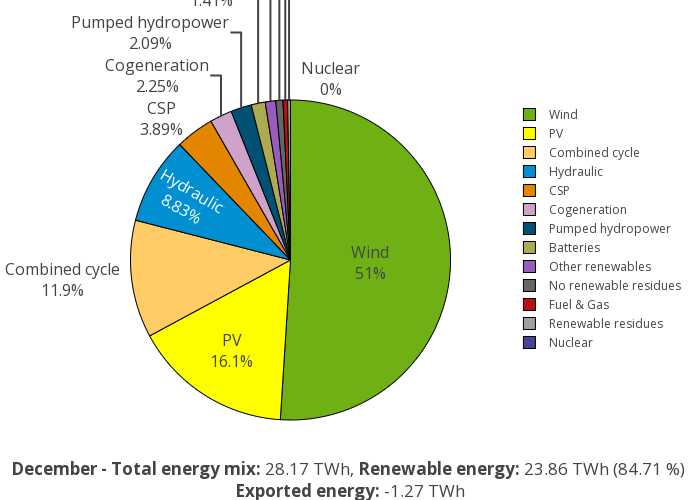 1.41%
Pumped hydropower
2.09%
Cogeneration
2.25%
CSP
3.89%
Nuclear
0%
Hydraulic
8.83%
Combined cycle
11.9%
PV
16.1%
Wind
51%
Wind
PV
Combined cycle
Hydraulic
CSP
Cogeneration
Pumped hydropower
Batteries
Other renewables
No renewable residues
Fuel & Gas
Renewable residues
Nuclear
December - Total energy mix: 28.17 TWh, Renewable energy: 23.86 TWh (84.71 %)
Exported energy: -1.27 TWh